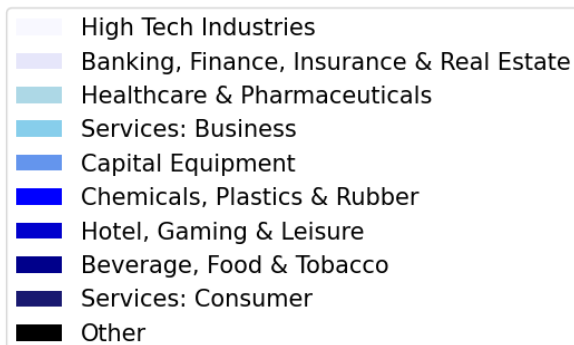 High Tech Industries
Banking, Finance, Insurance & Real Estate
Healthcare & Pharmaceuticals
Services: Business
Capital Equipment
Chemicals, Plastics & Rubber
Hotel, Gaming & Leisure
Beverage, Food & Tobacco
Services: Consumer
Other